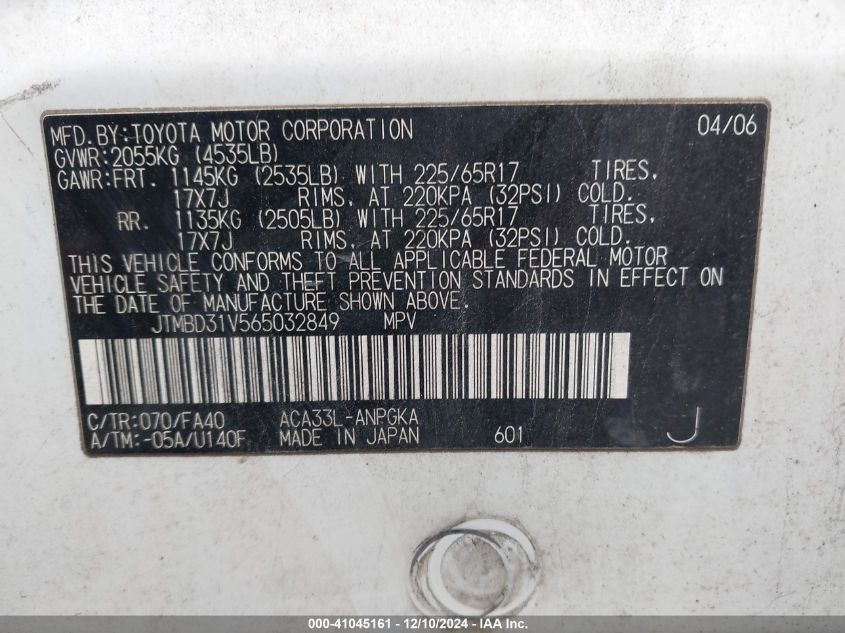 MFD.BY:TOYOTA MOTOR CORPORATION 04/06
GVWR:2055KG (4535LB)
GAWR:FRT. 1145KG (2535LB) WITH 225/65R17 TIRES,
17X7J RIMS, AT 220KPA (32PSI) COLD.
RR. 1135KG (2505LB) WITH 225/65R17 TIRES,
17X7J RIMS, AT 220KPA (32PSI) COLD.
THIS VEHICLE CONFORMS TO ALL APPLICABLE FEDERAL MOTOR
VEHICLE SAFETY AND THEFT PREVENTION STANDARDS IN EFFECT ON
THE DATE OF MANUFACTURE SHOWN ABOVE.
JTMBD31V565032849 MPV
C/TR:070/FA40 ACA33L-ANPGKA
A/TM:-05A/U140F MADE IN JAPAN 601 J
000-41045161 - 12/10/2024 - IAA Inc.